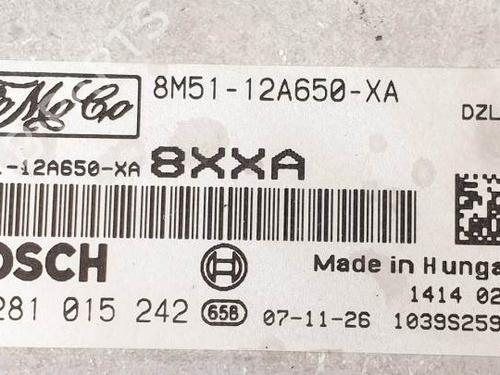 FoMoCo
8M51-12A650-XA
DZL
1-12A650-XA 8XXA
BOSCH
Made in Hunga
1414 02
281 015 242 658 07-11-26 1039S259